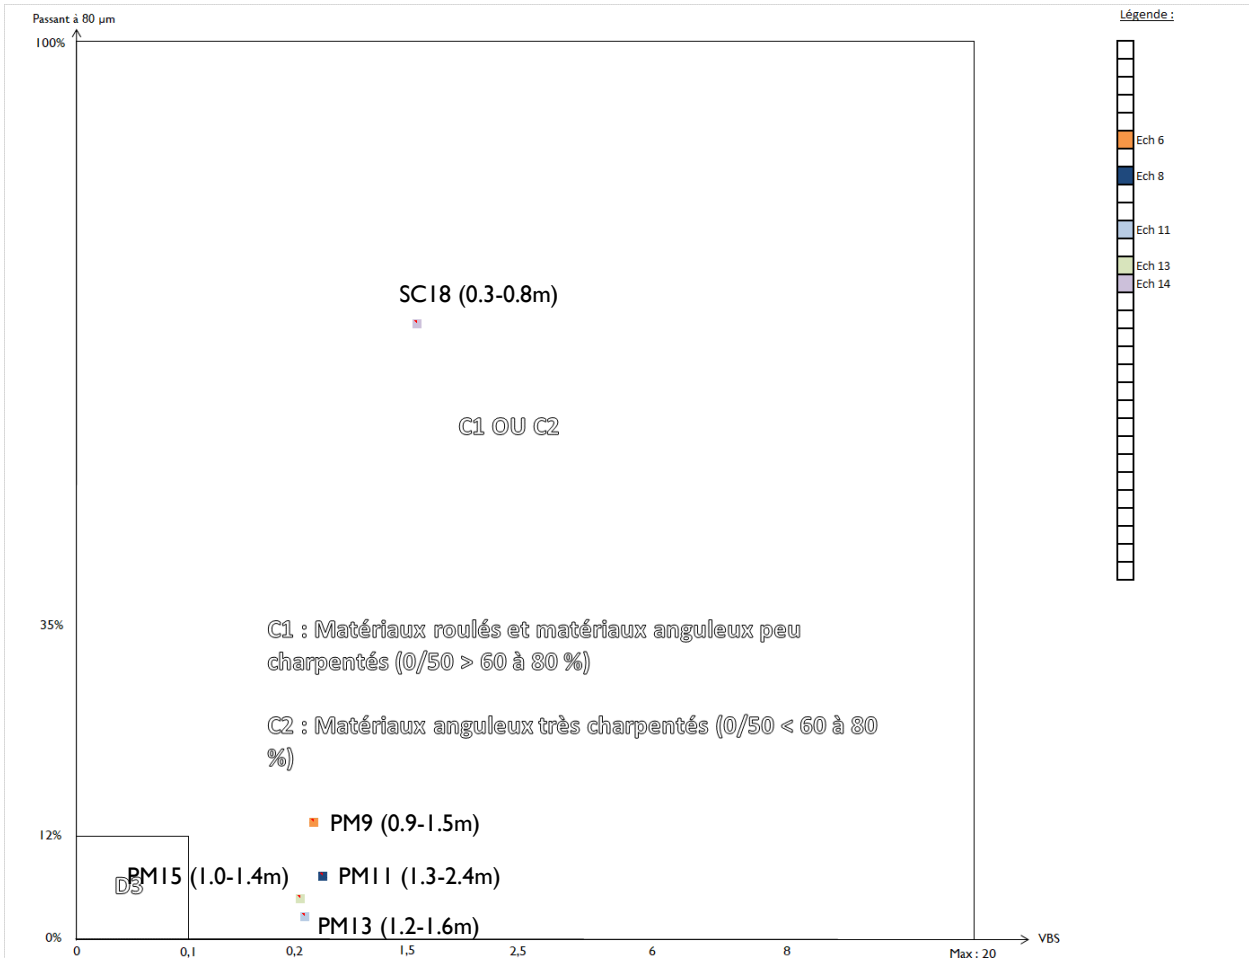 Passant à 80 µm
Légende :
100%
Ech 6
Ech 8
Ech 11
Ech 13
Ech 14
SC18 (0.3-0.8m)
C1 OU C2
35%
C1 : Matériaux roulés et matériaux anguleux peu
charpentés (0/50 > 60 à 80 %)
C2 : Matériaux anguleux très charpentés (0/50 < 60 à 80
%)
PM9 (0.9-1.5m)
12%
PM15 (1.0-1.4m)
PM11 (1.3-2.4m)
D3
PM13 (1.2-1.6m)
0%
VBS
0
0,1
0,2
1,5
2,5
6
8
Max : 20